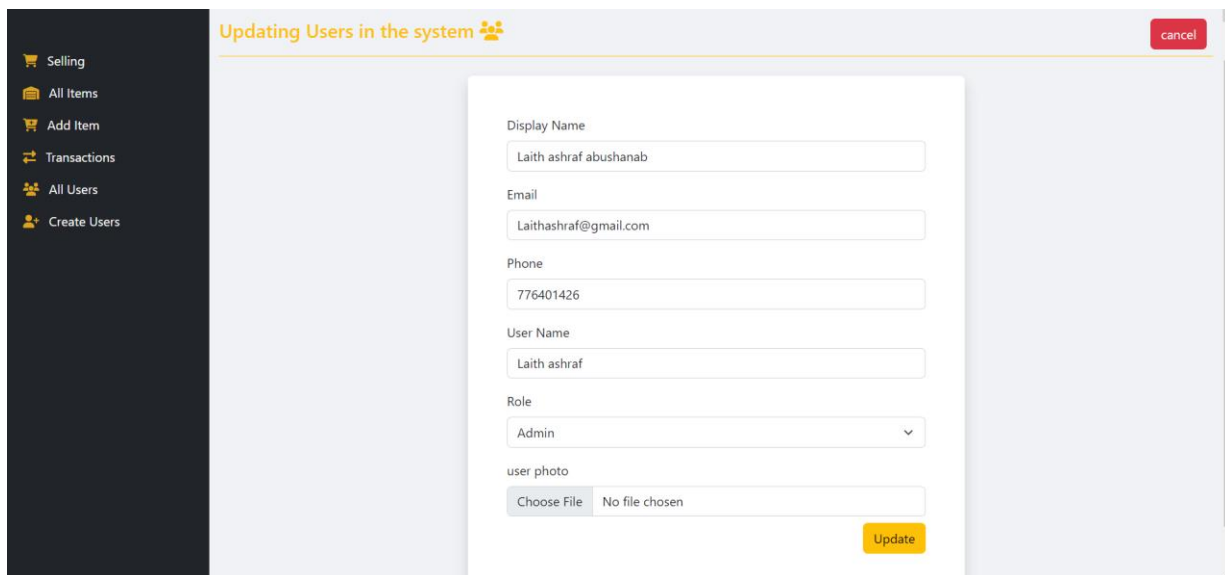 Updating Users in the system
cancel
Selling
All Items
Add Item
Transactions
All Users
Create Users
Display Name
Laith ashraf abushanab
Email
Laithashraf@gmail.com
Phone
776401426
User Name
Laith ashraf
Role
Admin
user photo
Choose File No file chosen
Update